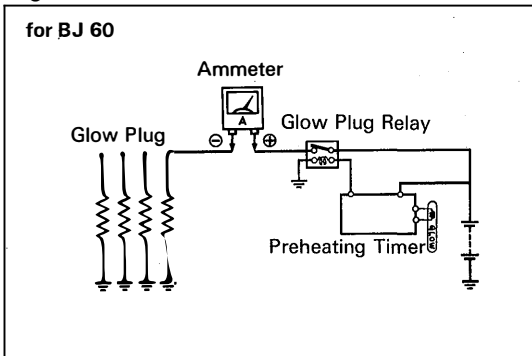 for BJ 60
Ammeter
A
Glow Plug
⊖
⊕
Glow Plug Relay
Preheating Timer
GLOW